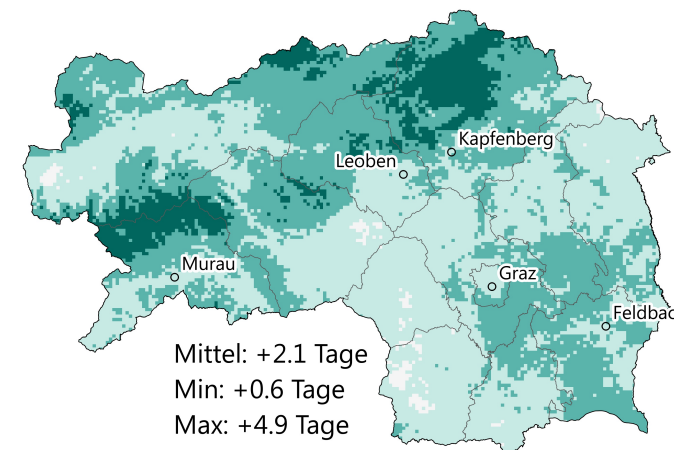 Kapfenberg
Leoben
Murau
Graz
Feldbac
Mittel: +2.1 Tage
Min: +0.6 Tage
Max: +4.9 Tage